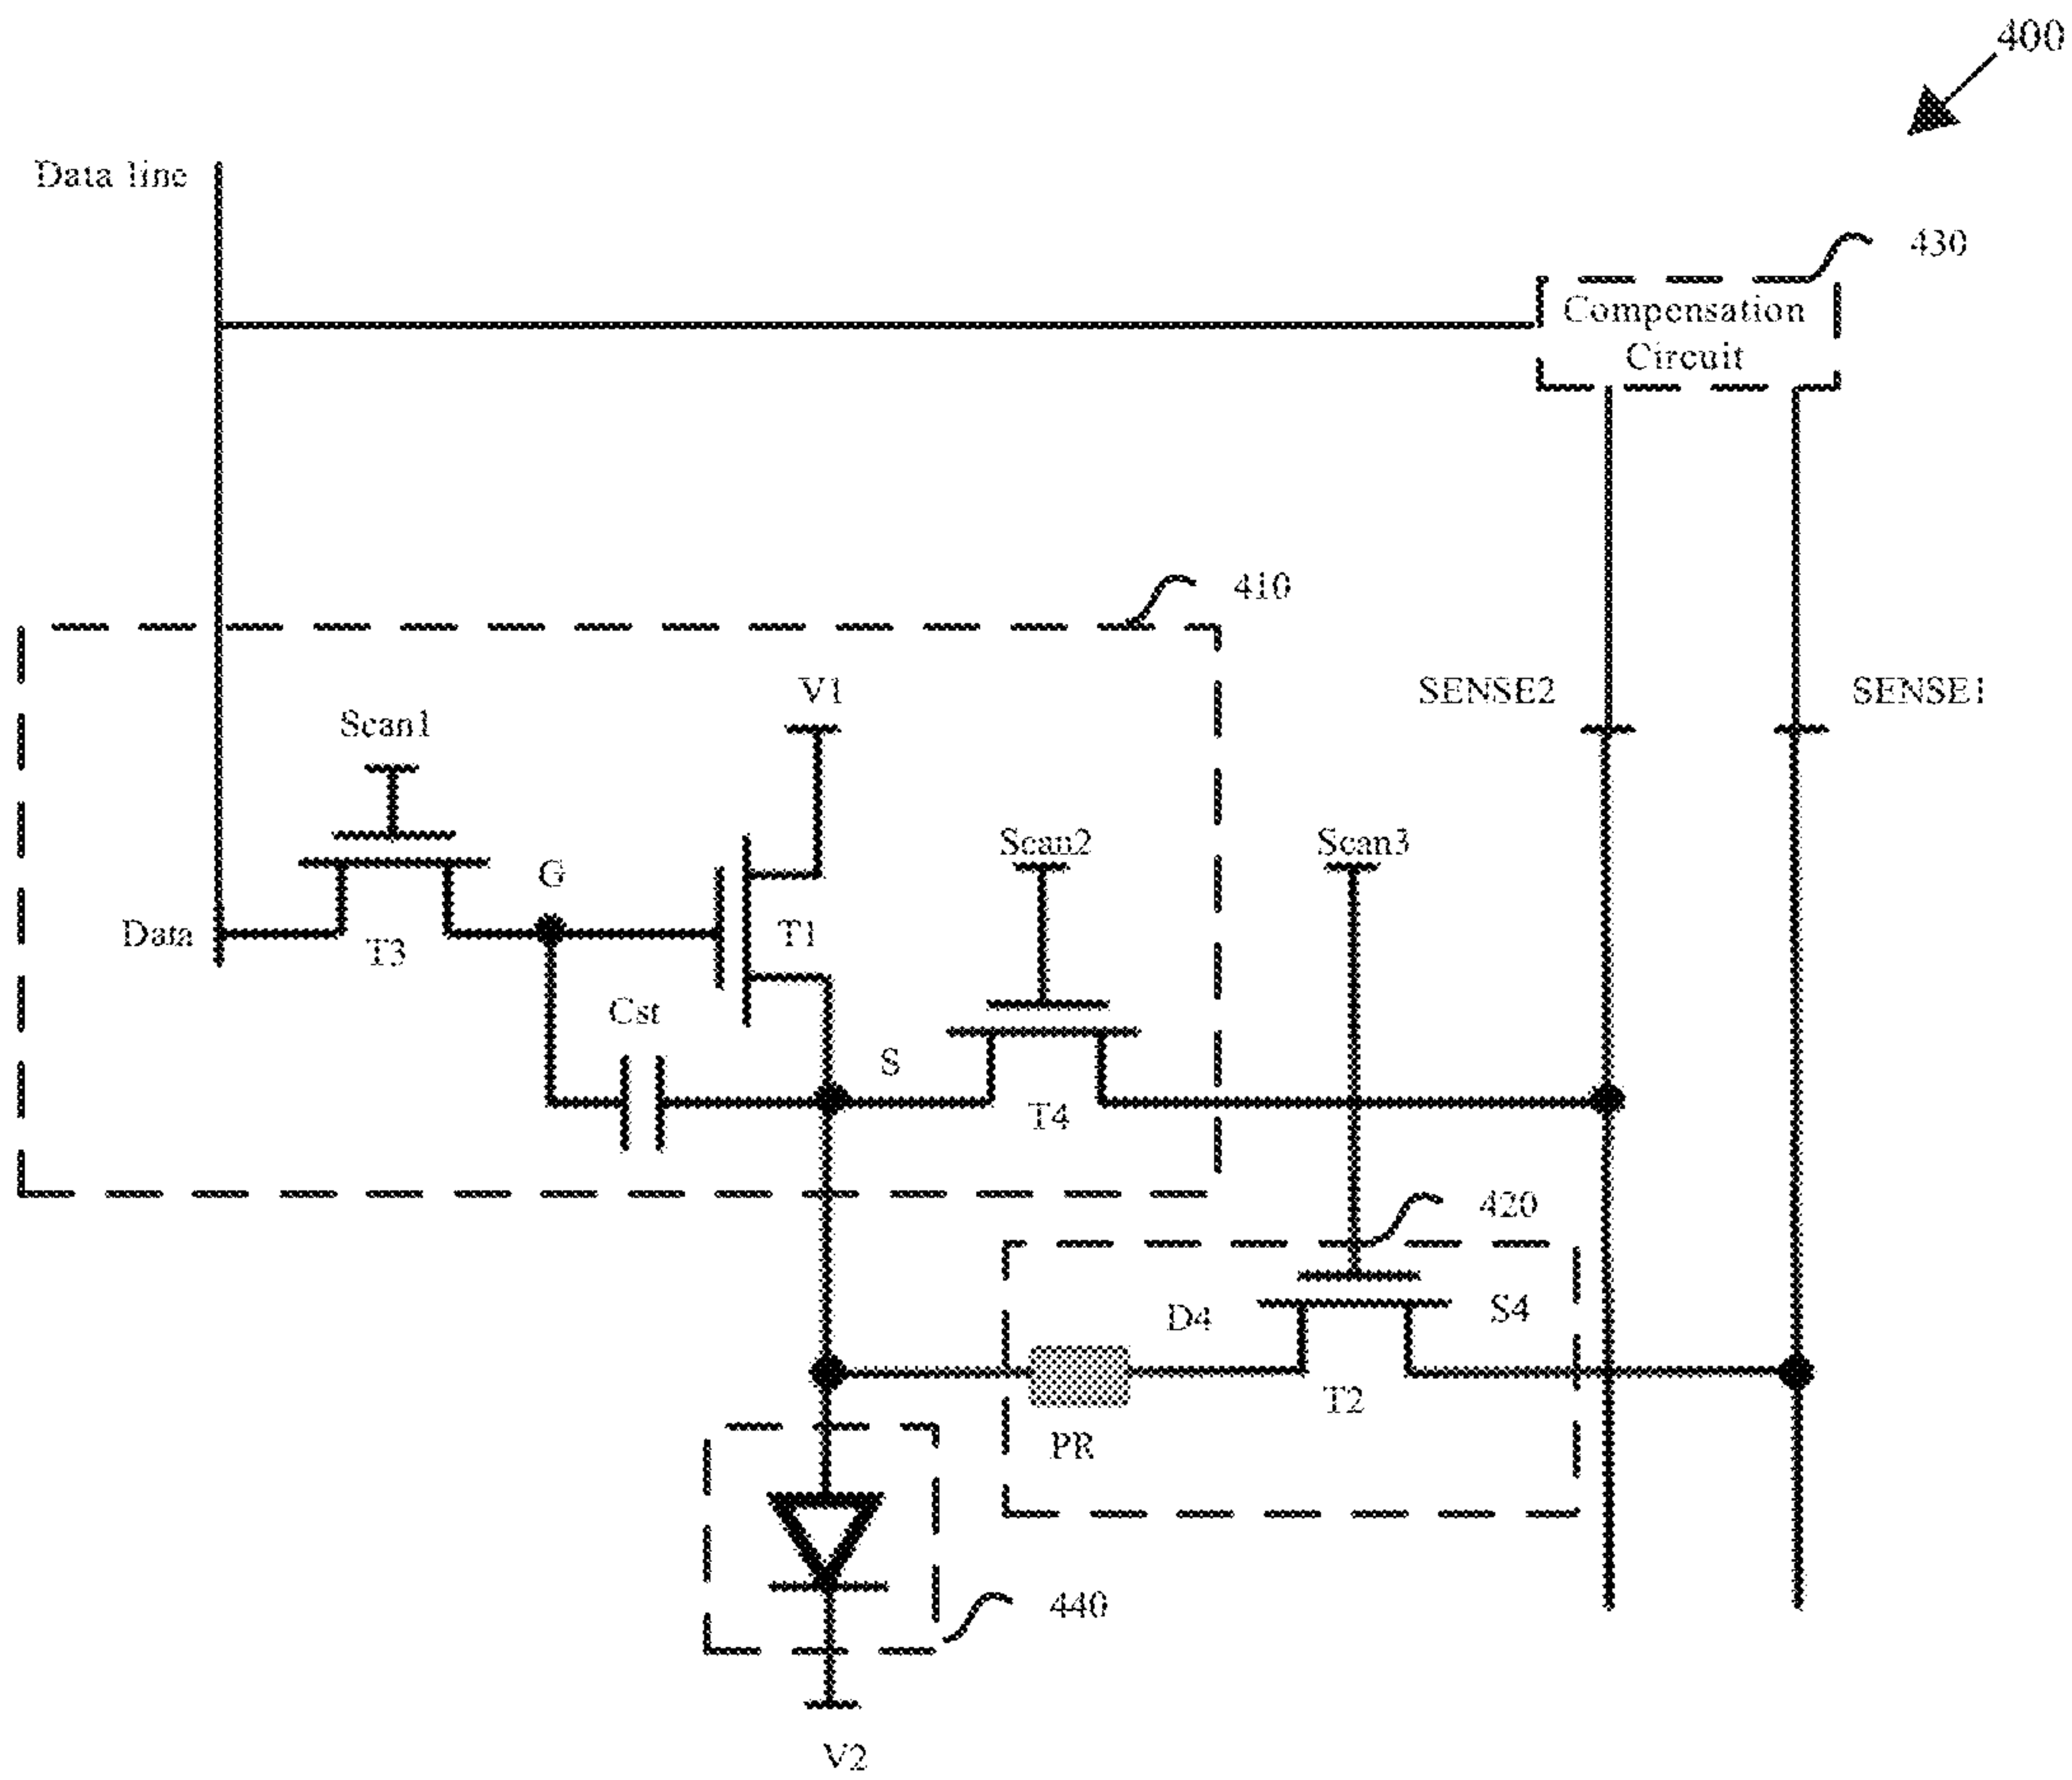 400
Data line
430
Compensation
Circuit
410
V1
SENSE2
SENSE1
Scan1
Scan2
Scan3
G
Data
T3
T1
Cst
S
T4
420
D4
S4
T2
PR
440
V2